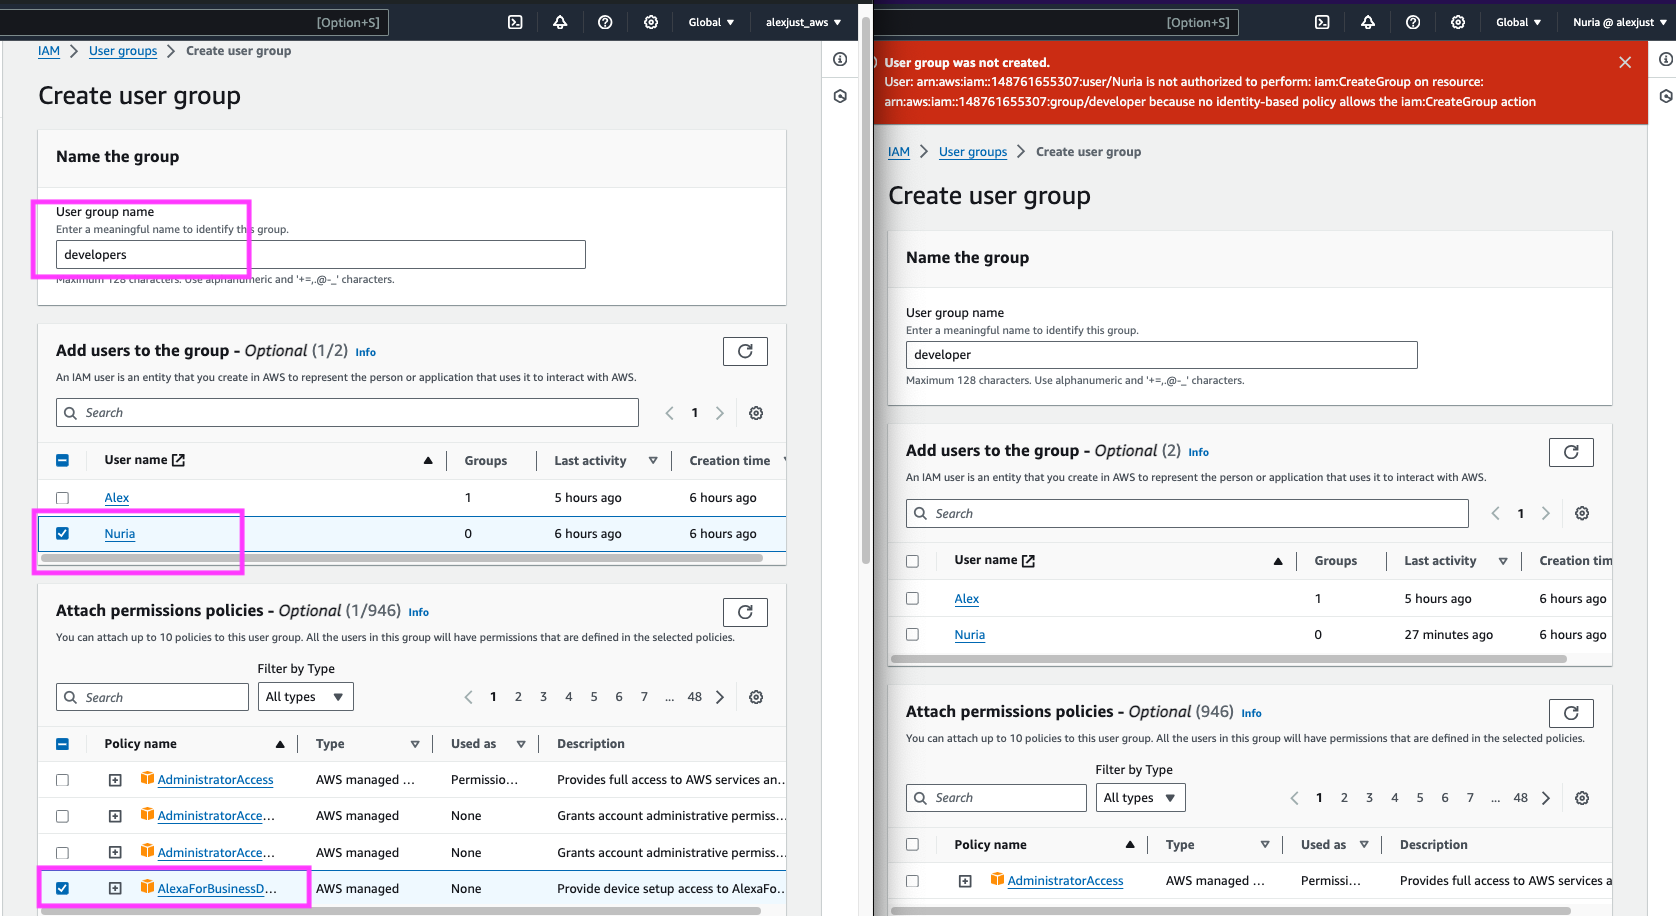 [Option+S]
Global ▼
alexjust_aws ▼
IAM > User groups > Create user group
Create user group
Name the group
User group name
Enter a meaningful name to identify this group.
developers
Maximum 128 characters. Use alphanumeric and '+=,.@-_' characters.
Add users to the group - Optional (1/2) Info
An IAM user is an entity that you create in AWS to represent the person or application that uses it to interact with AWS.
Search
1
User name Groups Last activity Creation time
Alex 1 5 hours ago 6 hours ago
Nuria 0 6 hours ago 6 hours ago
Attach permissions policies - Optional (1/946) Info
You can attach up to 10 policies to this user group. All the users in this group will have permissions that are defined in the selected policies.
Filter by Type
Search
All types
1 2 3 4 5 6 7 ... 48
Policy name Type Used as Description
AdministratorAccess AWS managed ... Permissio... Provides full access to AWS services an...
AdministratorAcce... AWS managed None Grants account administrative permiss...
AdministratorAcce... AWS managed None Grants account administrative permiss...
AlexaForBusinessD... AWS managed None Provide device setup access to AlexaFo...
[Option+S]
Global ▼
Nuria @ alexjust ▼
User group was not created.
User: arn:aws:iam::148761655307:user/Nuria is not authorized to perform: iam:CreateGroup on resource:
arn:aws:iam::148761655307:group/developer because no identity-based policy allows the iam:CreateGroup action
IAM > User groups > Create user group
Create user group
Name the group
User group name
Enter a meaningful name to identify this group.
developer
Maximum 128 characters. Use alphanumeric and '+=,.@-_' characters.
Add users to the group - Optional (2) Info
An IAM user is an entity that you create in AWS to represent the person or application that uses it to interact with AWS.
Search
1
User name Groups Last activity Creation tim
Alex 1 5 hours ago 6 hours ago
Nuria 0 27 minutes ago 6 hours ago
Attach permissions policies - Optional (946) Info
You can attach up to 10 policies to this user group. All the users in this group will have permissions that are defined in the selected policies.
Filter by Type
Search
All types
1 2 3 4 5 6 7 ... 48
Policy name Type Used as Description
AdministratorAccess AWS managed ... Permissi... Provides full access to AWS services a